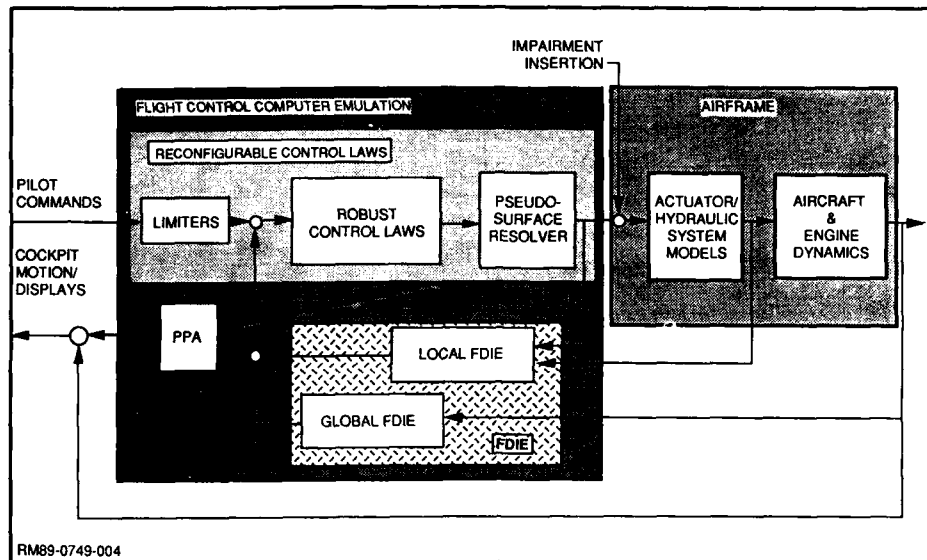 IMPAIRMENT
INSERTION
FLIGHT CONTROL COMPUTER EMULATION
AIRFRAME
RECONFIGURABLE CONTROL LAWS
PILOT
COMMANDS
LIMITERS
ROBUST
CONTROL LAWS
PSEUDO-
SURFACE
RESOLVER
ACTUATOR/
HYDRAULIC
SYSTEM
MODELS
AIRCRAFT
&
ENGINE
DYNAMICS
COCKPIT
MOTION/
DISPLAYS
PPA
LOCAL FDIE
GLOBAL FDIE
FDIE
RM89-0749-004